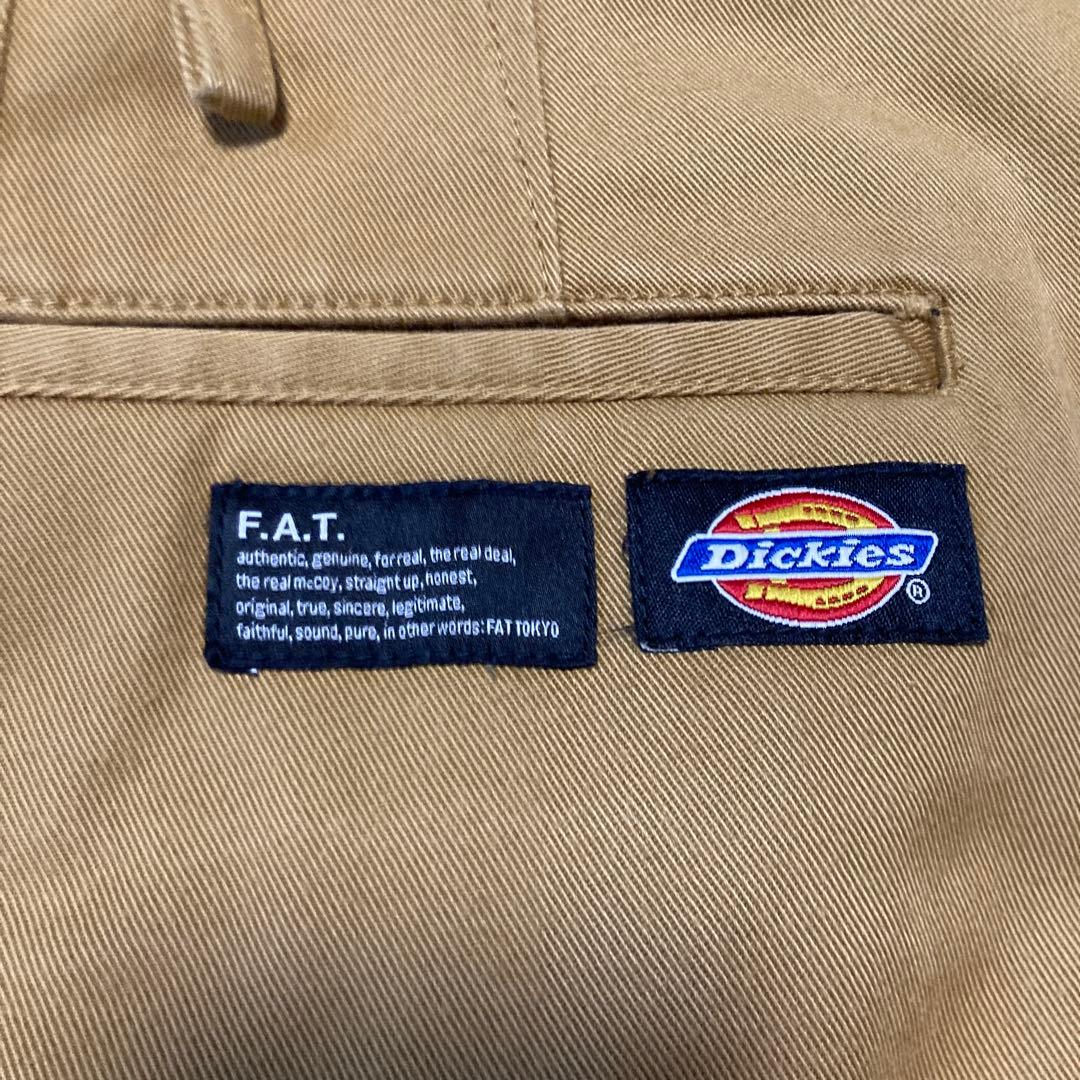 F.A.T.
authentic, genuine, for real, the real deal,
the real mccoy, straight up, honest,
original, true, sincere, legitimate,
faithful, sound, pure, in other words: FAT TOKYO
Dickies
®